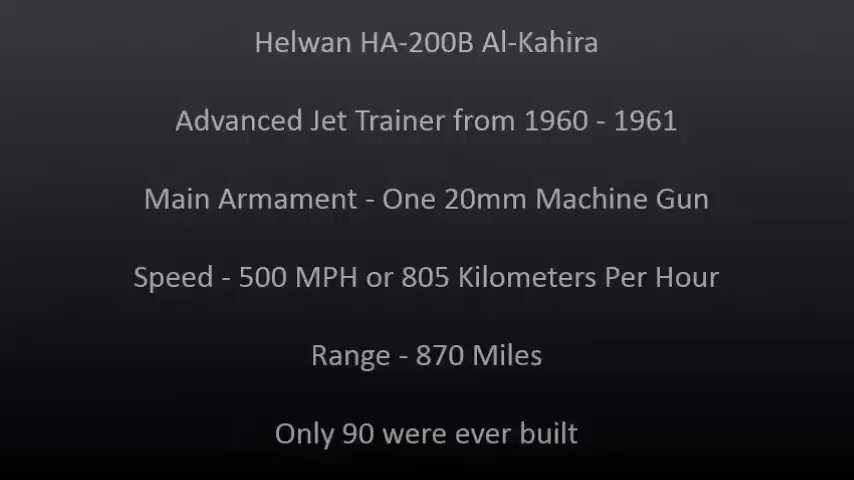 Helwan HA-200B Al-Kahira
Advanced Jet Trainer from 1960 - 1961
Main Armament - One 20mm Machine Gun
Speed - 500 MPH or 805 Kilometers Per Hour
Range - 870 Miles
Only 90 were ever built